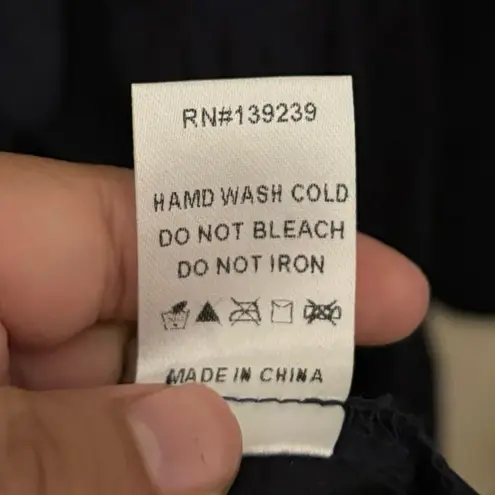 RN#139239
HAMD WASH COLD
DO NOT BLEACH
DO NOT IRON
MADE IN CHINA